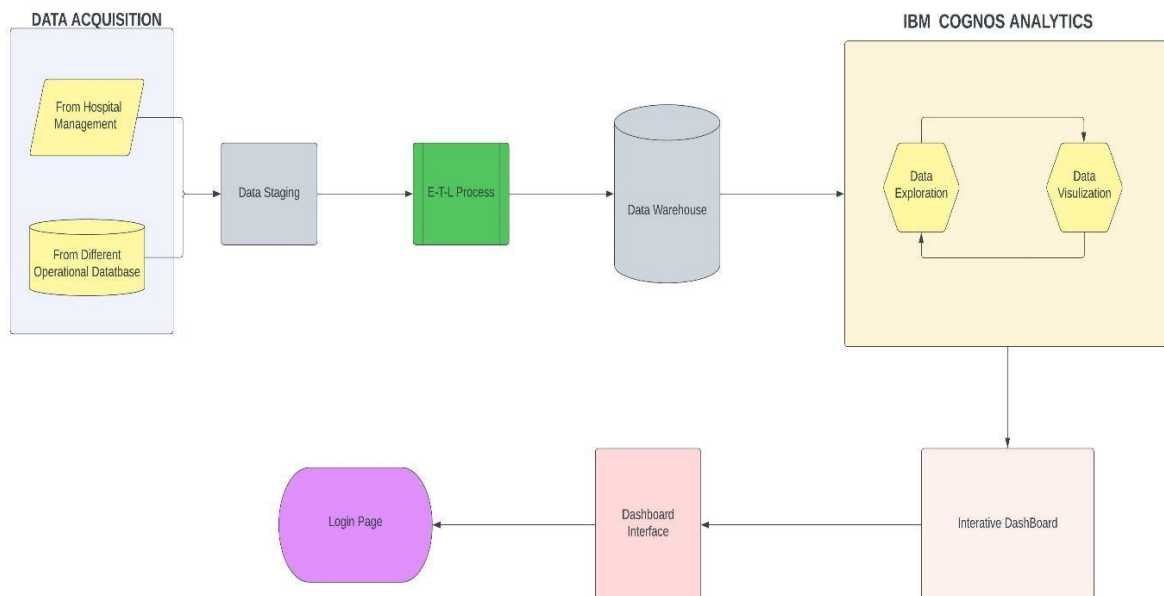 DATA ACQUISITION
IBM COGNOS ANALYTICS
From Hospital
Management
From Different
Operational Datatbase
Data Staging
E-T-L Process
Data Warehouse
Data
Exploration
Data
Visulization
Login Page
Dashboard
Interface
Interative DashBoard